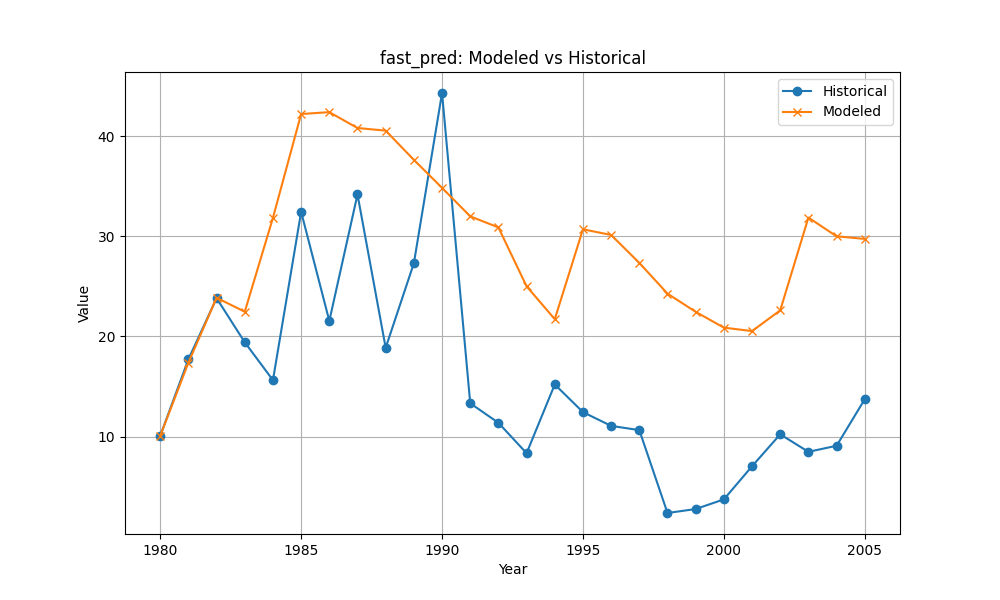 fast_pred: Modeled vs Historical
Historical
Modeled
Value
40
30
20
10
1980 1985 1990 1995 2000 2005
Year